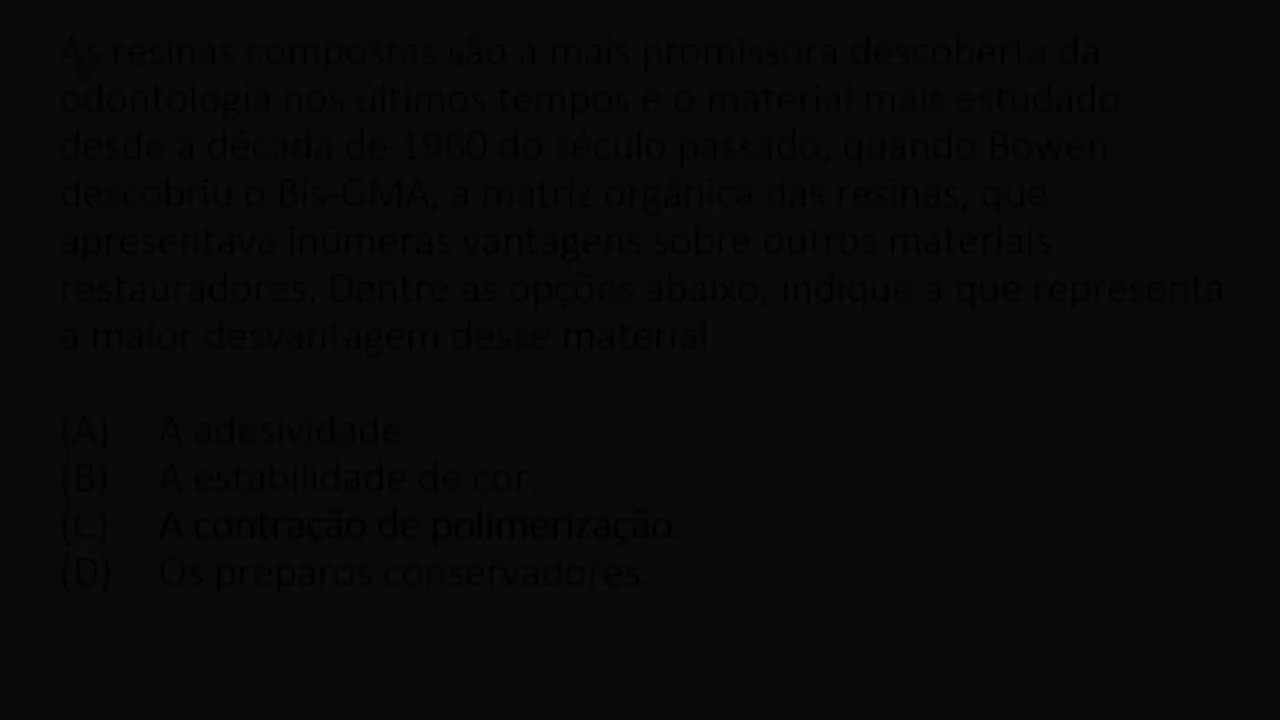 As resinas compostas são a mais promissora descoberta da
odontologia nos últimos tempos e o material mais estudado
desde a década de 1960 do século passado, quando Bowen
descobriu o Bis-GMA, a matriz orgânica das resinas, que
apresentava inúmeras vantagens sobre outros materiais
restauradores. Dentre as opções abaixo, indique a que representa
a maior desvantagem desse material.
(A) A adesividade.
(B) A estabilidade de cor.
(C) A contração de polimerização.
(D) Os preparos conservadores.